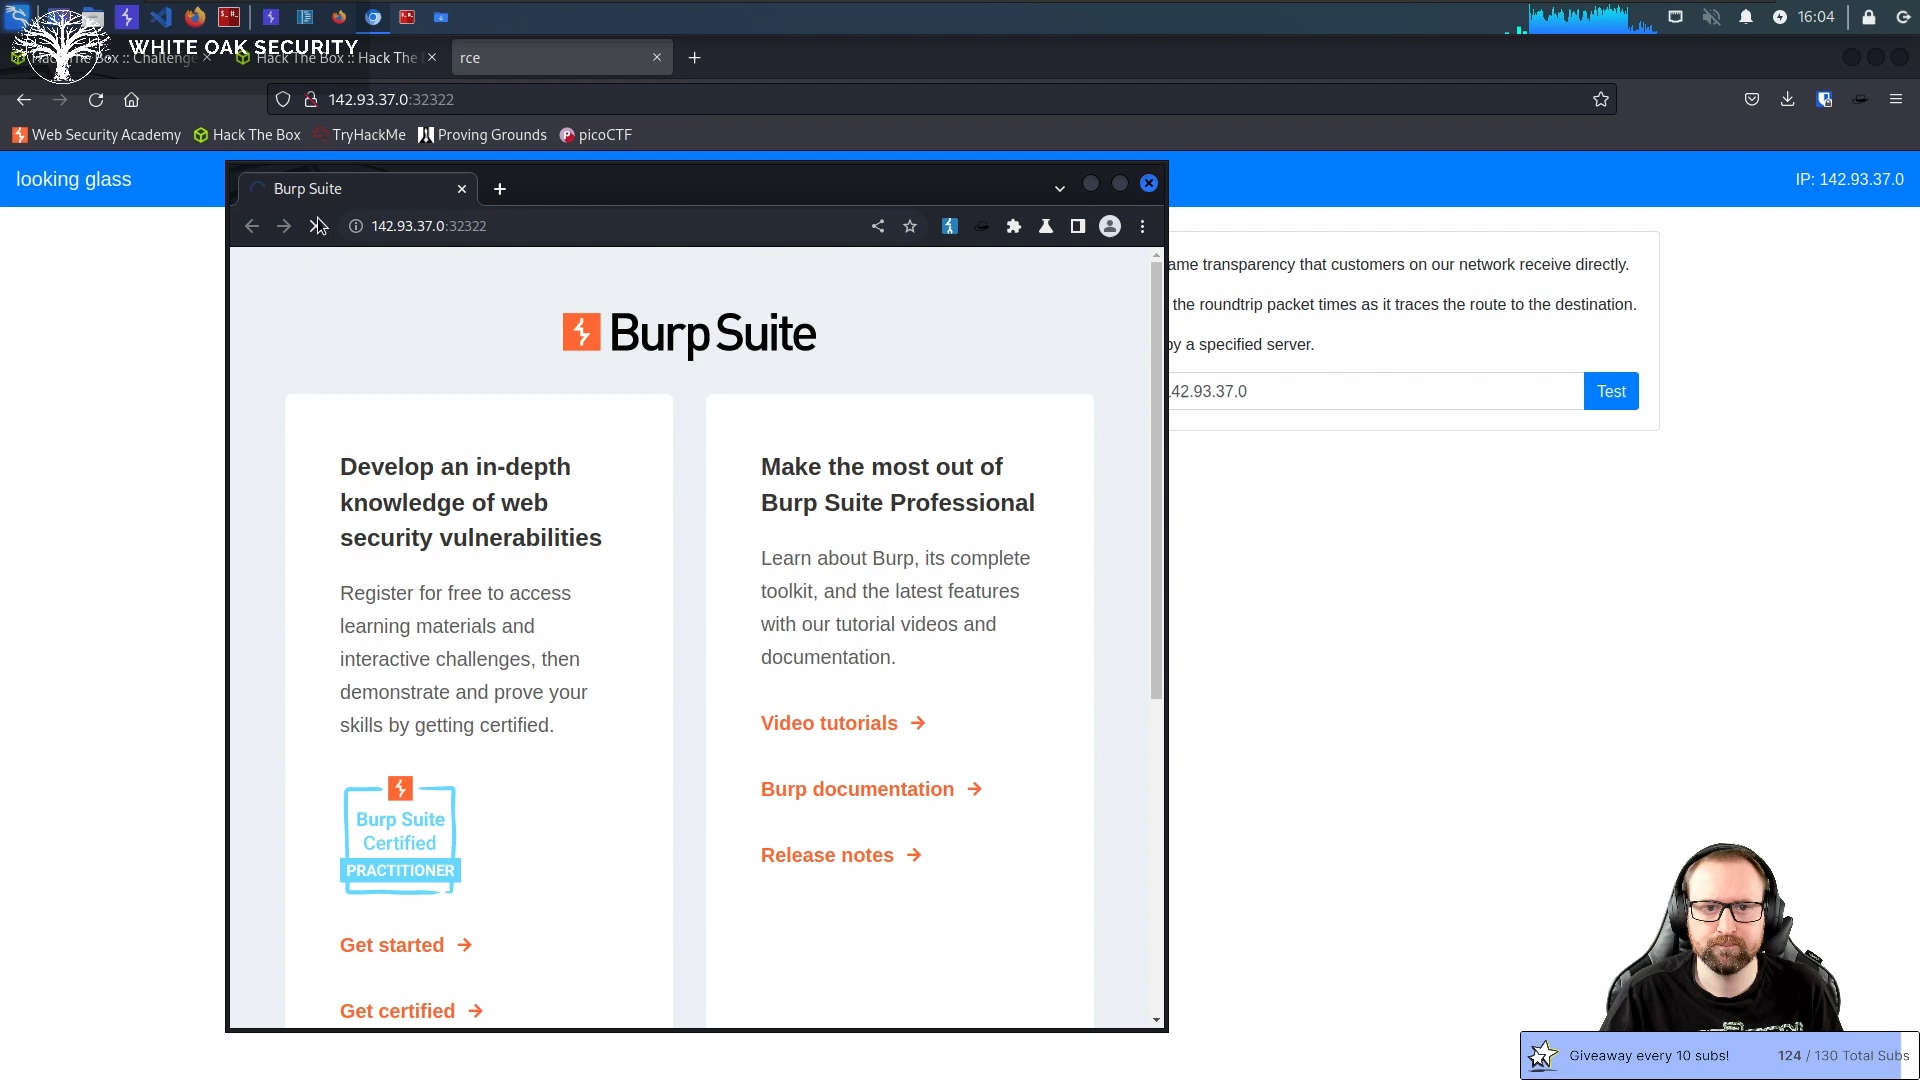 16:04
WHITE OAK SECURITY
Hack The Box :: Challenge
Hack The Box :: Hack The
rce
142.93.37.0:32322
Web Security Academy
Hack The Box
TryHackMe
Proving Grounds
picoCTF
looking glass
IP: 142.93.37.0
Burp Suite
142.93.37.0:32322
ame transparency that customers on our network receive directly.
the roundtrip packet times as it traces the route to the destination.
by a specified server.
42.93.37.0
Test
Burp Suite
Develop an in-depth
knowledge of web
security vulnerabilities
Register for free to access
learning materials and
interactive challenges, then
demonstrate and prove your
skills by getting certified.
Burp Suite
Certified
PRACTITIONER
Get started
Get certified
Make the most out of
Burp Suite Professional
Learn about Burp, its complete
toolkit, and the latest features
with our tutorial videos and
documentation.
Video tutorials
Burp documentation
Release notes
Giveaway every 10 subs!
124 / 130 Total Subs